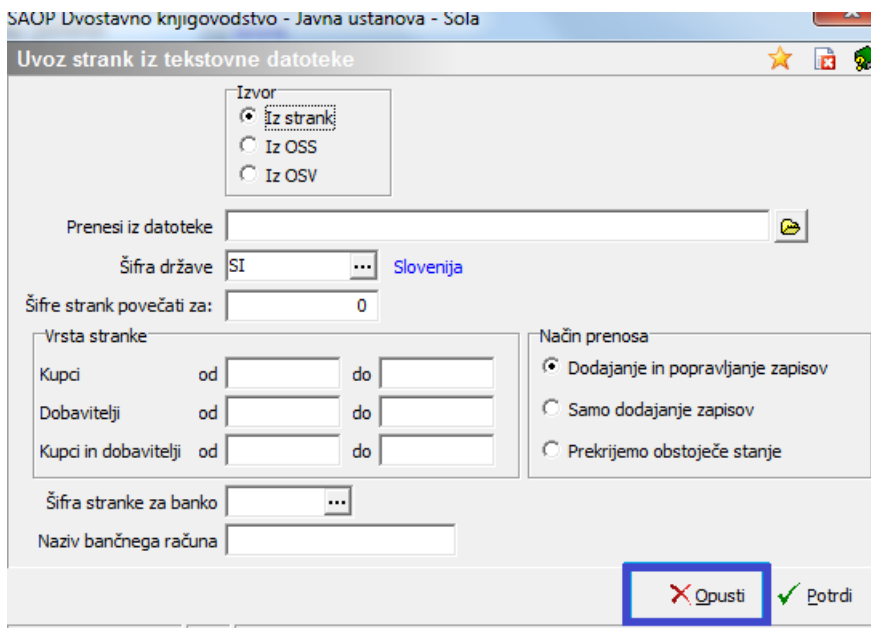 SAOP Dvostavno knjigovodstvo - Javna ustanova - Sola
Uvoz strank iz tekstovne datoteke
Izvor
Iz strank
Iz OSS
Iz OSV
Prenesi iz datoteke
Šifra države SI ... Slovenija
Šifre strank povečati za: 0
Vrsta stranke
Kupci od do
Dobavitelji od do
Kupci in dobavitelji od do
Način prenosa
Dodajanje in popravljanje zapisov
Samo dodajanje zapisov
Prekrijemo obstoječe stanje
Šifra stranke za banko ...
Naziv bančnega računa
Opusti Potrdi